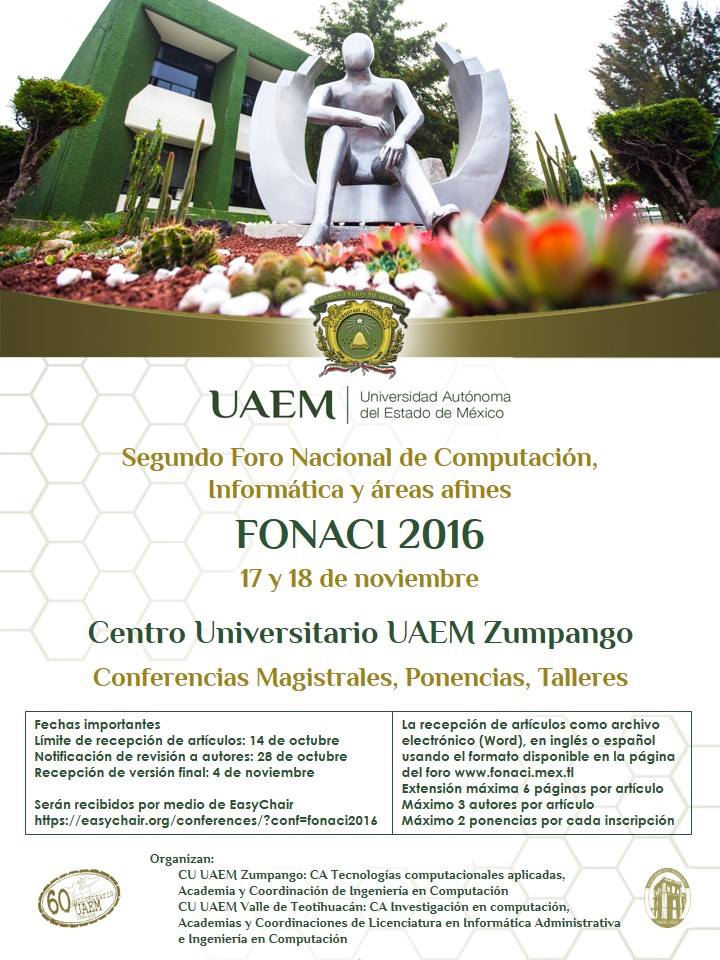 UAEM
Universidad Autónoma
del Estado de México
Segundo Foro Nacional de Computación,
Informática y áreas afines
FONACI 2016
17 y 18 de noviembre
Centro Universitario UAEM Zumpango
Conferencias Magistrales, Ponencias, Talleres
Fechas importantes
Límite de recepción de artículos: 14 de octubre
Notificación de revisión a autores: 28 de octubre
Recepción de versión final: 4 de noviembre
Serán recibidos por medio de EasyChair
https://easychair.org/conferences/?conf=fonaci2016
La recepción de artículos como archivo
electrónico (Word), en inglés o español
usando el formato disponible en la página
del foro www.fonaci.mex.tl
Extensión máxima 6 páginas por artículo
Máximo 3 autores por artículo
Máximo 2 ponencias por cada inscripción
Organizan:
CU UAEM Zumpango: CA Tecnologías computacionales aplicadas,
Academia y Coordinación de Ingeniería en Computación
CU UAEM Valle de Teotihuacán: CA Investigación en computación,
Academias y Coordinaciones de Licenciatura en Informática Administrativa
e Ingeniería en Computación
60
UAEM